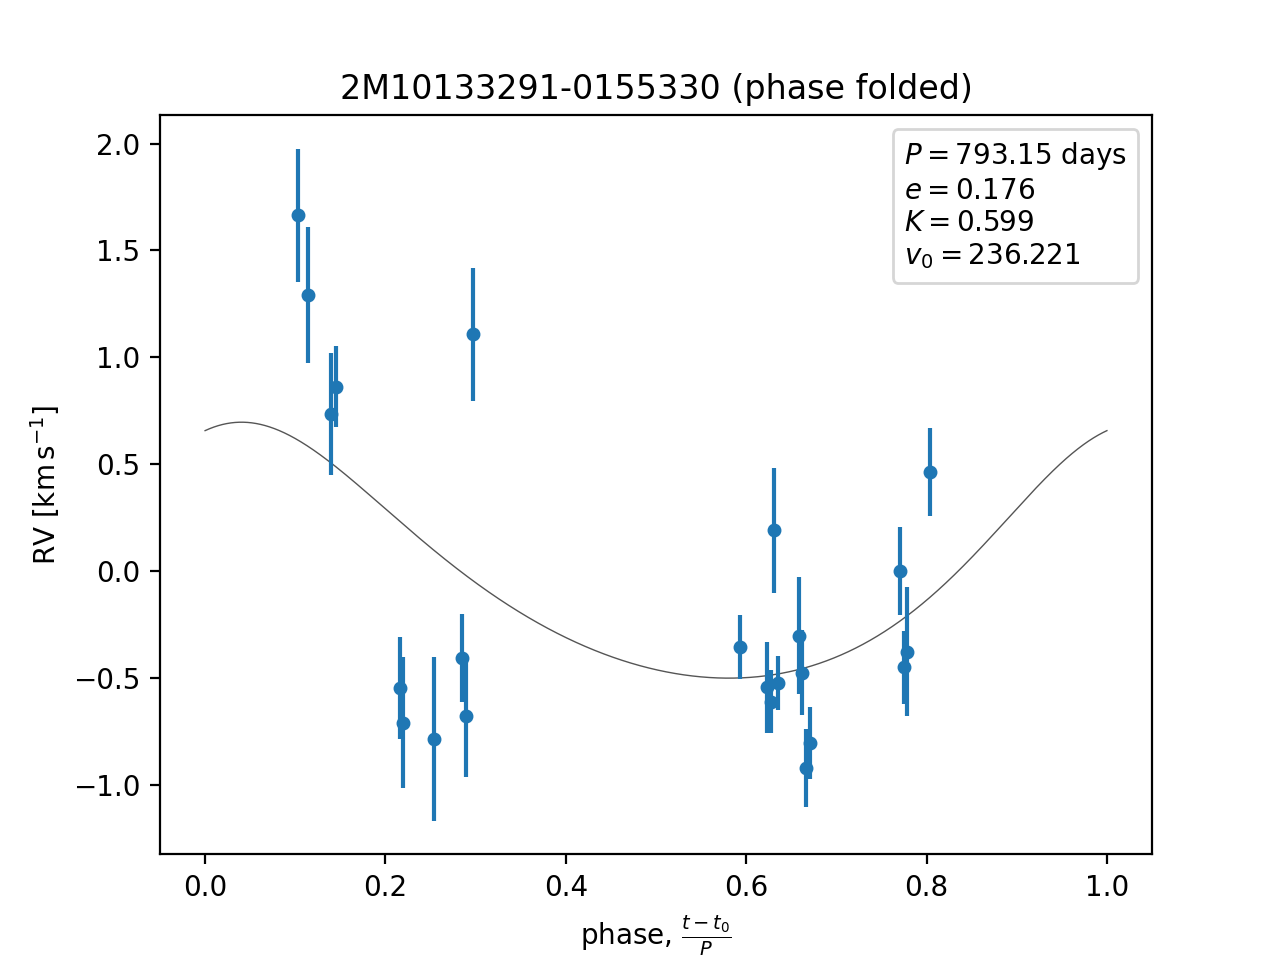 2M10133291-0155330 (phase folded)
P = 793.15 days
e = 0.176
K = 0.599
v₀ = 236.221
RV [km s⁻¹]
2.0
1.5
1.0
0.5
0.0
−0.5
−1.0
0.0 0.2 0.4 0.6 0.8 1.0
phase, (t − t₀)/P